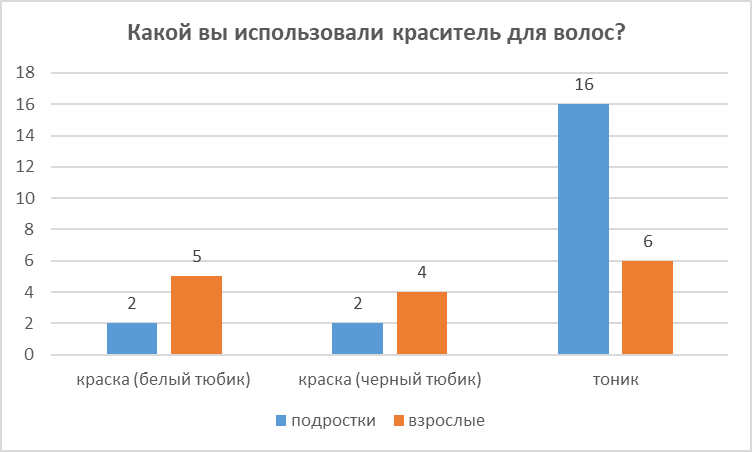 Какой вы использовали краситель для волос?
18
16
14
12
10
8
6
4
2
0
2
5
2
4
16
6
краска (белый тюбик)
краска (черный тюбик)
тоник
подростки
взрослые